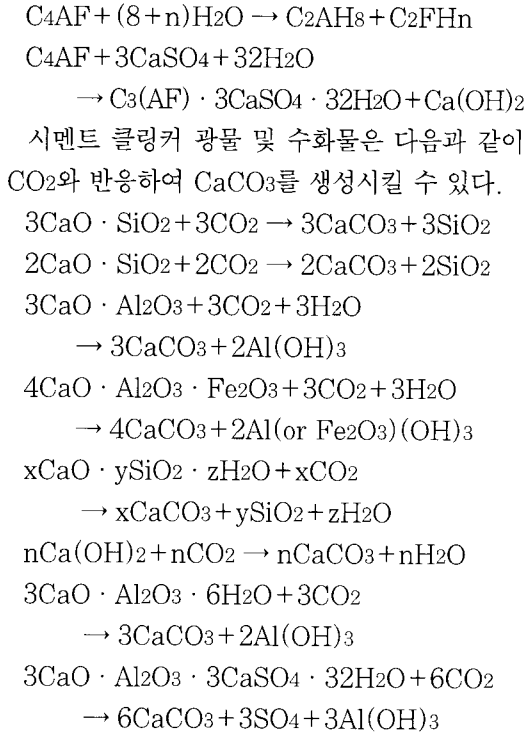 C4AF+(8+n)H2O → C2AH8+C2FHn
C4AF+3CaSO4+32H2O
→ C3(AF)·3CaSO4·32H2O+Ca(OH)2
시멘트 클링커 광물 및 수화물은 다음과 같이
CO2와 반응하여 CaCO3를 생성시킬 수 있다.
3CaO·SiO2+3CO2 → 3CaCO3+3SiO2
2CaO·SiO2+2CO2 → 2CaCO3+2SiO2
3CaO·Al2O3+3CO2+3H2O
→ 3CaCO3+2Al(OH)3
4CaO·Al2O3·Fe2O3+3CO2+3H2O
→ 4CaCO3+2Al(or Fe2O3)(OH)3
xCaO·ySiO2·zH2O+xCO2
→ xCaCO3+ySiO2+zH2O
nCa(OH)2+nCO2 → nCaCO3+nH2O
3CaO·Al2O3·6H2O+3CO2
→ 3CaCO3+2Al(OH)3
3CaO·Al2O3·3CaSO4·32H2O+6CO2
→ 6CaCO3+3SO4+3Al(OH)3